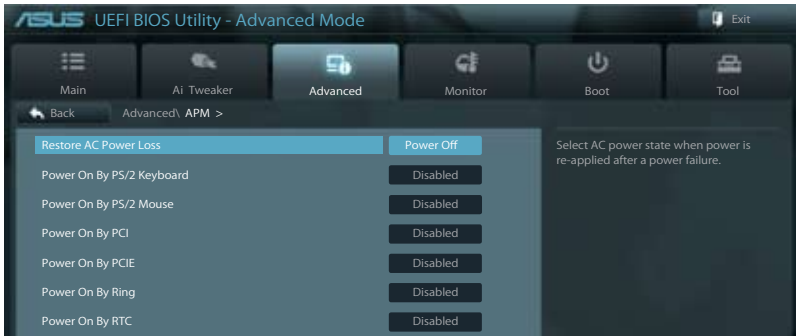 ASUS UEFI BIOS Utility - Advanced Mode
Exit
Main
Ai Tweaker
Advanced
Monitor
Boot
Tool
Back
Advanced\ APM >
Restore AC Power Loss
Power Off
Power On By PS/2 Keyboard
Disabled
Power On By PS/2 Mouse
Disabled
Power On By PCI
Disabled
Power On By PCIE
Disabled
Power On By Ring
Disabled
Power On By RTC
Disabled
Select AC power state when power is
re-applied after a power failure.